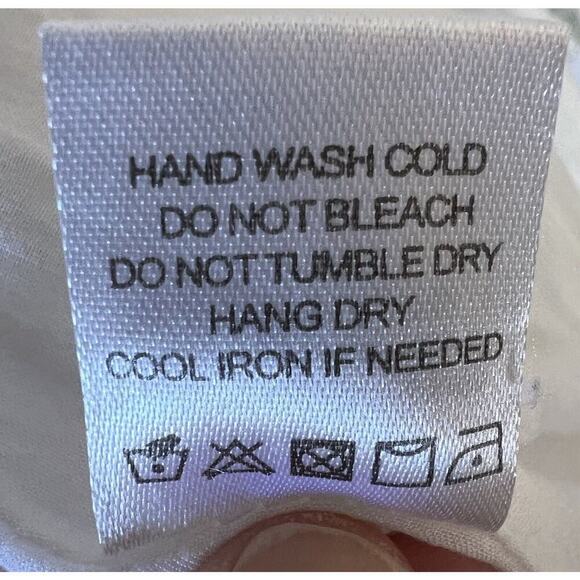 HAND WASH COLD
DO NOT BLEACH
DO NOT TUMBLE DRY
HANG DRY
COOL IRON IF NEEDED